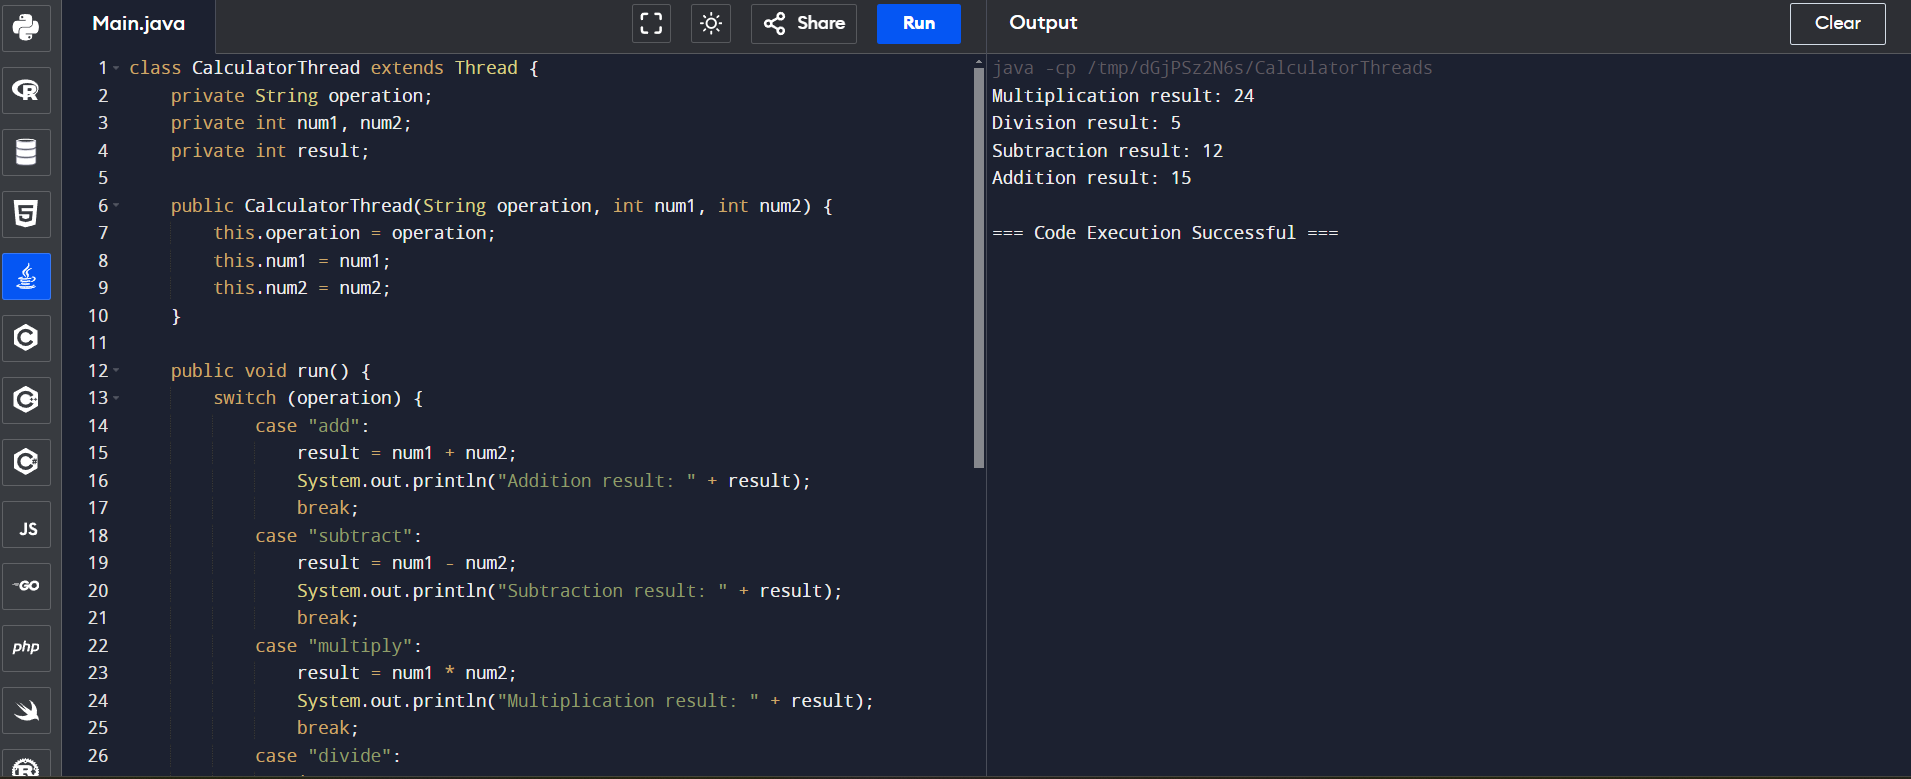 Main.java
Share
Run
Output
Clear
1 class CalculatorThread extends Thread {
2     private String operation;
3     private int num1, num2;
4     private int result;
5
6     public CalculatorThread(String operation, int num1, int num2) {
7         this.operation = operation;
8         this.num1 = num1;
9         this.num2 = num2;
10     }
11
12     public void run() {
13         switch (operation) {
14             case "add":
15                 result = num1 + num2;
16                 System.out.println("Addition result: " + result);
17                 break;
18             case "subtract":
19                 result = num1 - num2;
20                 System.out.println("Subtraction result: " + result);
21                 break;
22             case "multiply":
23                 result = num1 * num2;
24                 System.out.println("Multiplication result: " + result);
25                 break;
26             case "divide":
java -cp /tmp/dGjPSz2N6s/CalculatorThreads
Multiplication result: 24
Division result: 5
Subtraction result: 12
Addition result: 15
=== Code Execution Successful ===
R
5
C
C
C
JS
GO
php
R